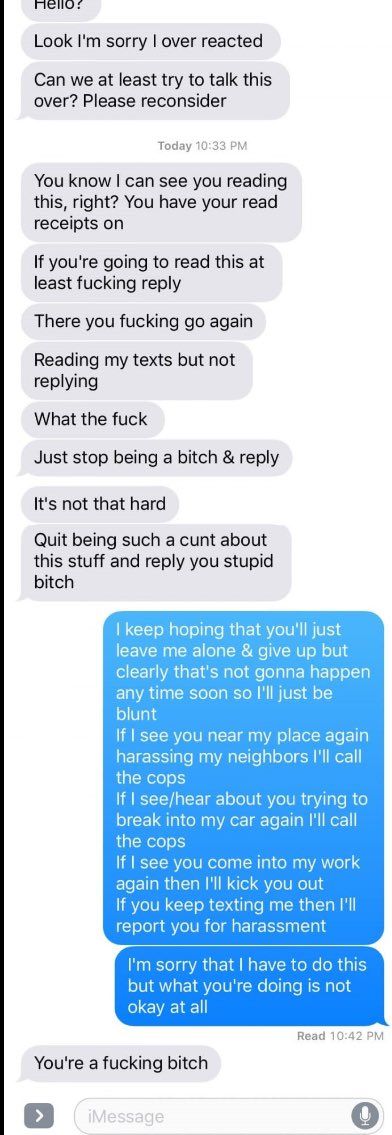 Hello?
Look I'm sorry I over reacted
Can we at least try to talk this
over? Please reconsider
Today 10:33 PM
You know I can see you reading
this, right? You have your read
receipts on
If you're going to read this at
least fucking reply
There you fucking go again
Reading my texts but not
replying
What the fuck
Just stop being a bitch & reply
It's not that hard
Quit being such a cunt about
this stuff and reply you stupid
bitch
I keep hoping that you'll just
leave me alone & give up but
clearly that's not gonna happen
any time soon so I'll just be
blunt
If I see you near my place again
harassing my neighbors I'll call
the cops
If I see/hear about you trying to
break into my car again I'll call
the cops
If I see you come into my work
again then I'll kick you out
If you keep texting me then I'll
report you for harassment
I'm sorry that I have to do this
but what you're doing is not
okay at all
Read 10:42 PM
You're a fucking bitch
iMessage